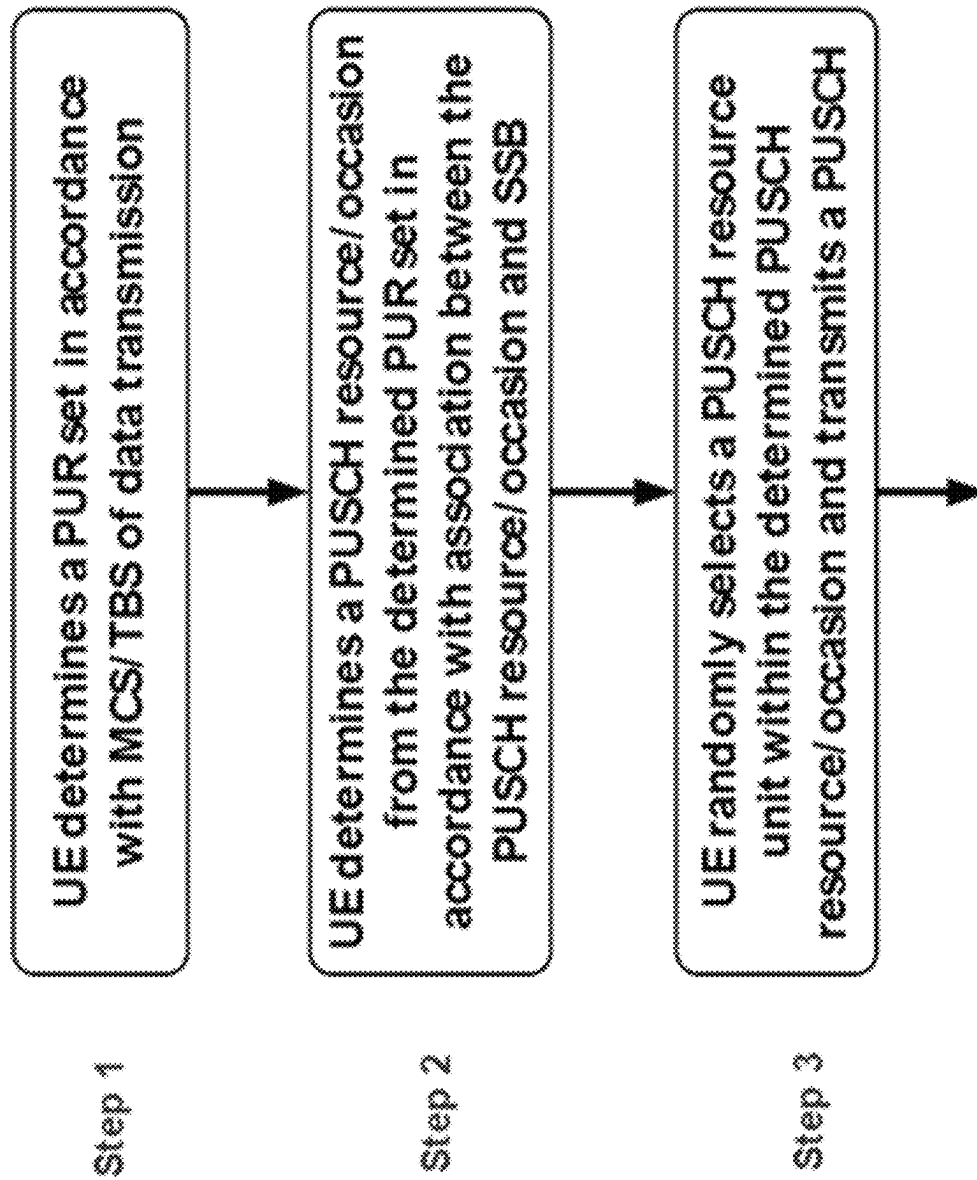 Step 1
UE determines a PUR set in accordance
with MCS/TBS of data transmission
Step 2
UE determines a PUSCH resource/occasion
from the determined PUR set in
accordance with association between the
PUSCH resource/occasion and SSB
Step 3
UE randomly selects a PUSCH resource
unit within the determined PUSCH
resource/occasion and transmits a PUSCH